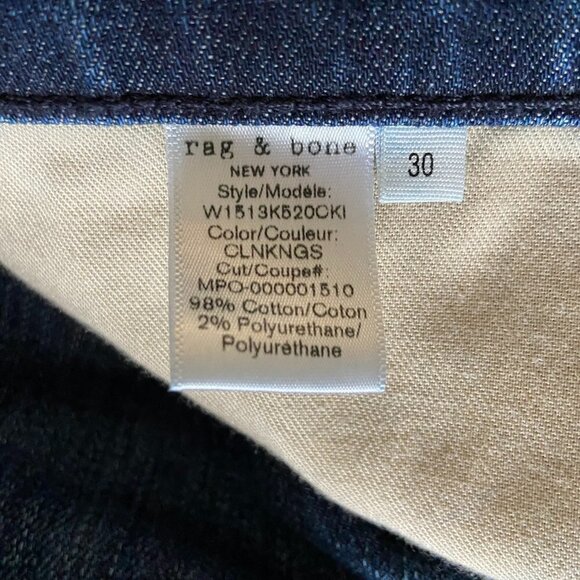 rag & bone
NEW YORK
Style/Modèle:
W1513K520CKI
Color/Couleur:
CLNKNGS
Cut/Coupe#:
MPO-000001510
98% Cotton/Coton
2% Polyurethane/
Polyuréthane
30